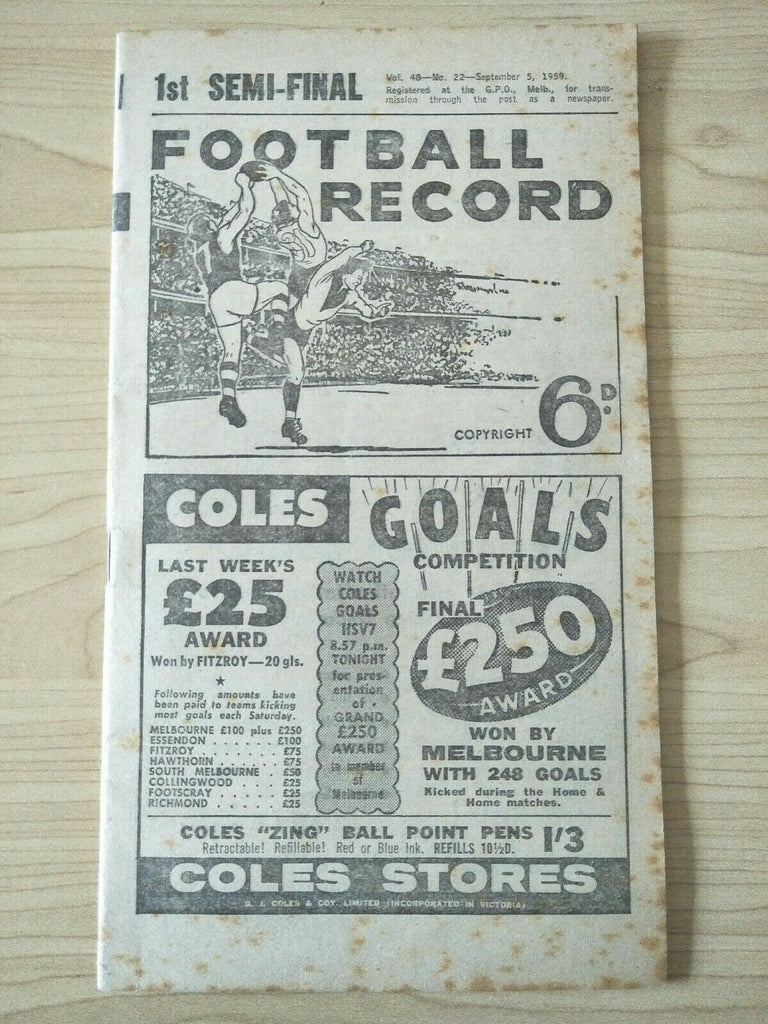 1st SEMI-FINAL
Vol. 48—No. 22—September 5, 1959.
Registered at the G.P.O., Melb., for trans-
mission through the post as a newspaper.
FOOTBALL
RECORD
COPYRIGHT 6D.
COLES
GOALS
COMPETITION
LAST WEEK'S
£25
AWARD
Won by FITZROY—20 gls.
Following amounts have
been paid to teams kicking
most goals each Saturday.
MELBOURNE £100 plus £250
ESSENDON . . . . . . £100
FITZROY . . . . . . . £75
HAWTHORN . . . . . £75
SOUTH MELBOURNE . £50
COLLINGWOOD . . . . £25
FOOTSCRAY . . . . . £25
RICHMOND . . . . . . £25
WATCH
COLES
GOALS
HSV7
8.57 p.m.
TONIGHT
for pres-
entation
of
GRAND
£250
AWARD
to member
of
Melbourne
FINAL
£250
AWARD
WON BY
MELBOURNE
WITH 248 GOALS
Kicked during the Home &
Home matches.
COLES "ZING" BALL POINT PENS 1'3
Retractable! Refillable! Red or Blue Ink. REFILLS 10½D.
COLES STORES
G. J. COLES & COY. LIMITED (INCORPORATED IN VICTORIA)